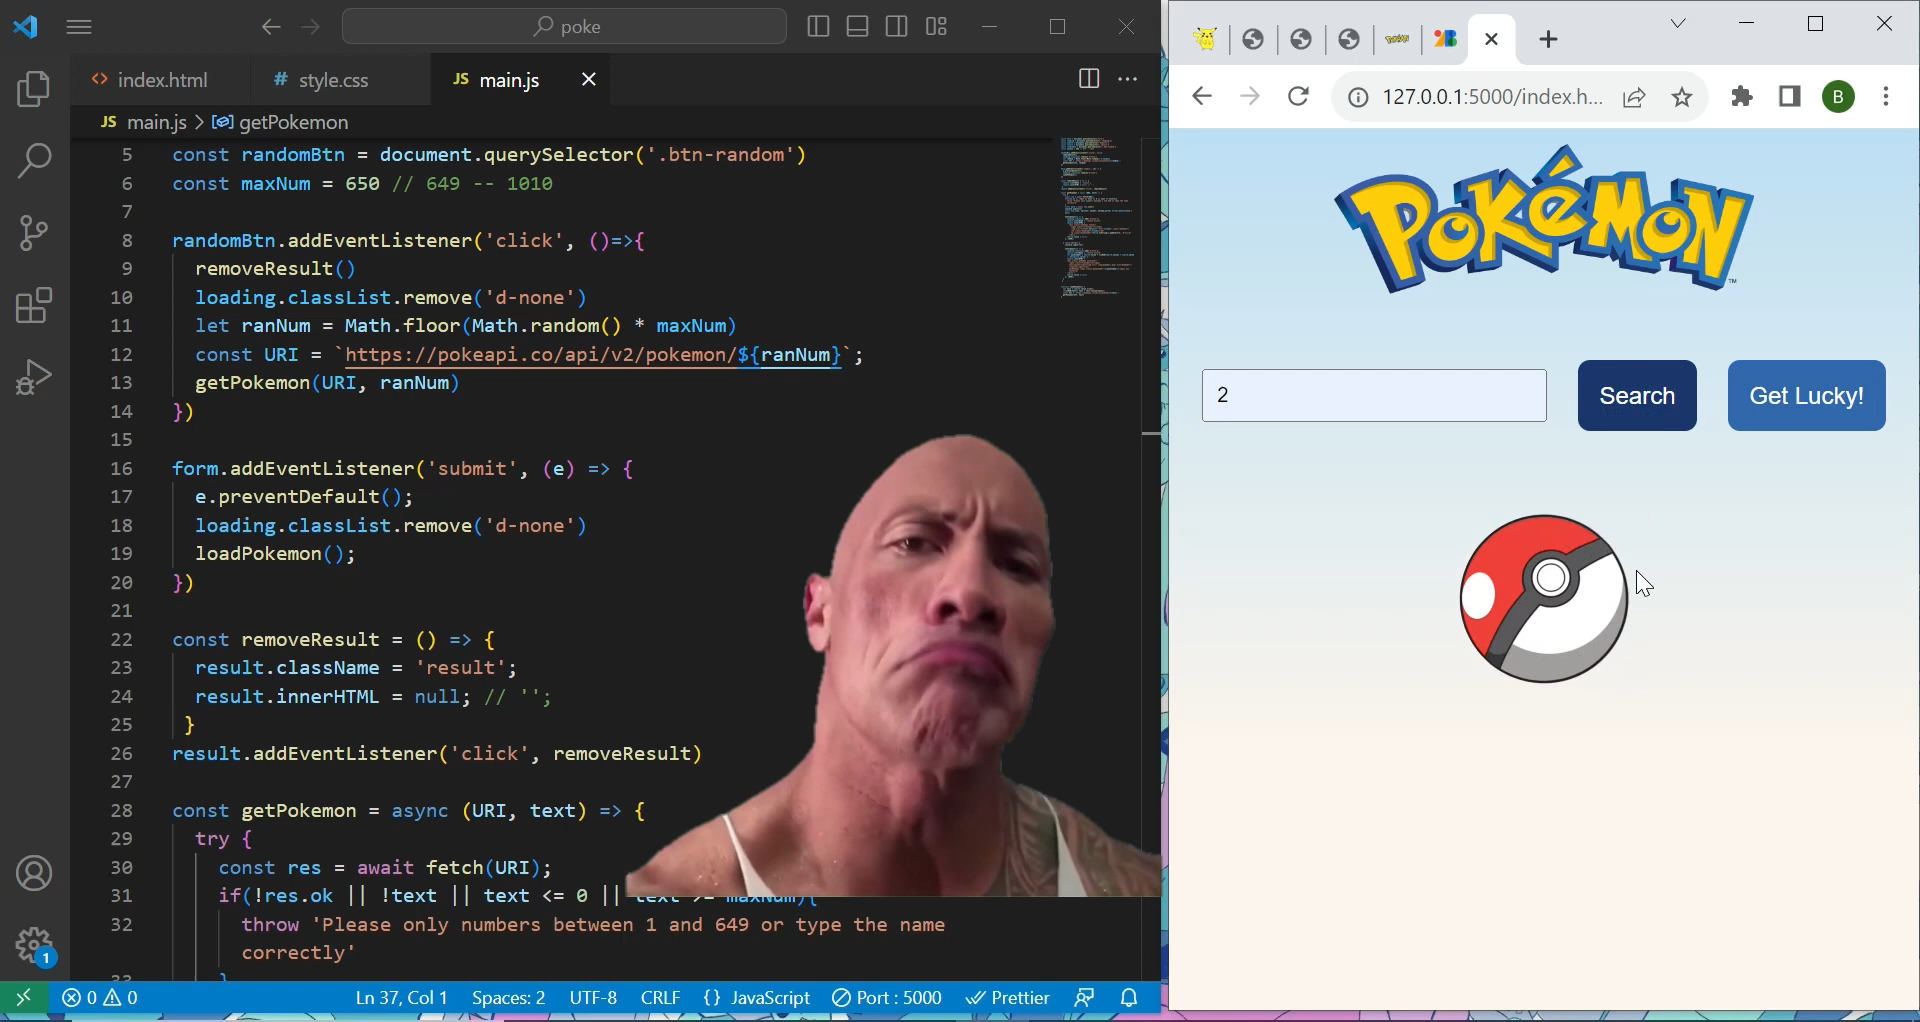 poke
index.html
# style.css
JS main.js
JS main.js > getPokemon
5 const randomBtn = document.querySelector('.btn-random')
6 const maxNum = 650 // 649 -- 1010
7
8 randomBtn.addEventListener('click', ()=>{
9 removeResult()
10 loading.classList.remove('d-none')
11 let ranNum = Math.floor(Math.random() * maxNum)
12 const URI = `https://pokeapi.co/api/v2/pokemon/${ranNum}`;
13 getPokemon(URI, ranNum)
14 })
15
16 form.addEventListener('submit', (e) => {
17 e.preventDefault();
18 loading.classList.remove('d-none')
19 loadPokemon();
20 })
21
22 const removeResult = () => {
23 result.className = 'result';
24 result.innerHTML = null; // '';
25 }
26 result.addEventListener('click', removeResult)
27
28 const getPokemon = async (URI, text) => {
29 try {
30 const res = await fetch(URI);
31 if(!res.ok || !text || text <= 0 || text >= maxNum){
32 throw 'Please only numbers between 1 and 649 or type the name
correctly'
33 }
1
0 0 Ln 37, Col 1 Spaces: 2 UTF-8 CRLF {} JavaScript Port : 5000 Prettier
127.0.0.1:5000/index.h...
B
POKéMON
TM
2
Search
Get Lucky!